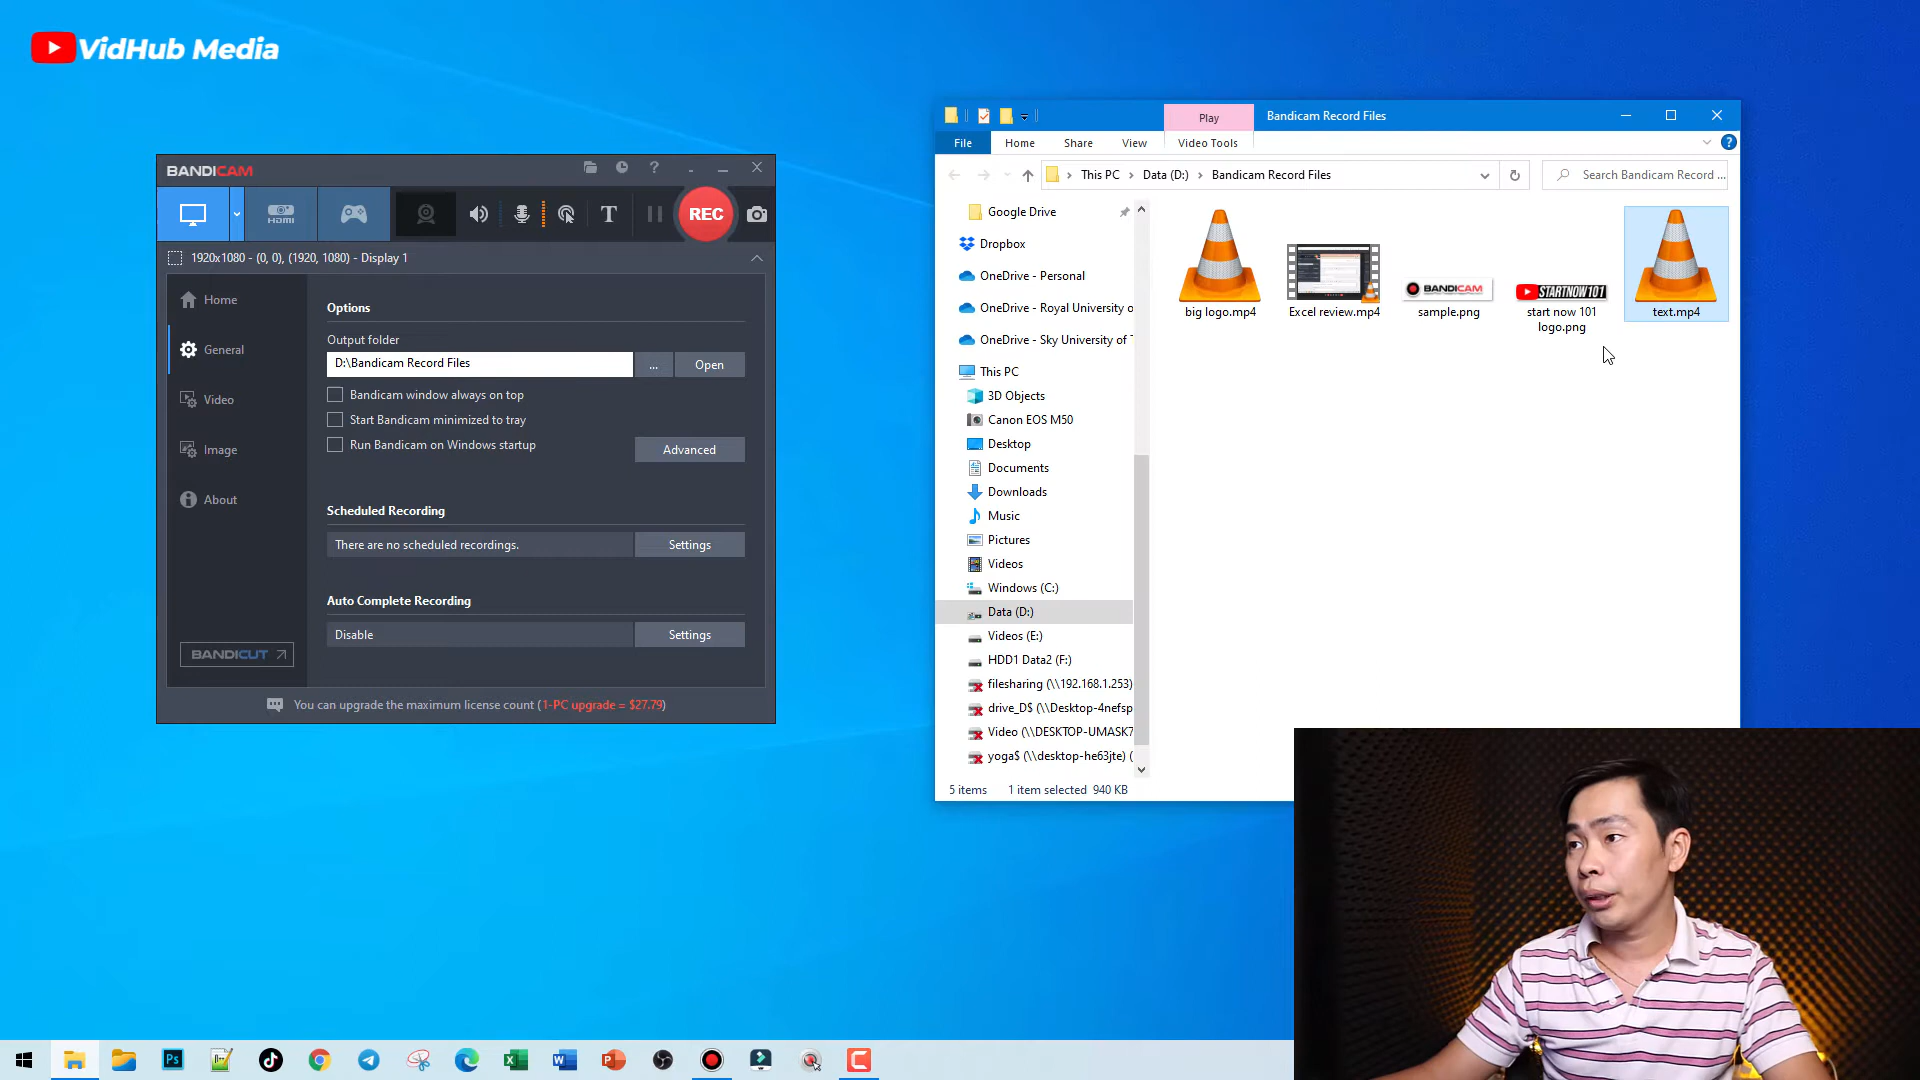 VidHub Media
BANDICAM
HDMI
T
REC
1920x1080 - (0, 0), (1920, 1080) - Display 1
Home
General
Video
Image
About
BANDICUT
Options
Output folder
D:\Bandicam Record Files
...
Open
Bandicam window always on top
Start Bandicam minimized to tray
Run Bandicam on Windows startup
Advanced
Scheduled Recording
There are no scheduled recordings.
Settings
Auto Complete Recording
Disable
Settings
You can upgrade the maximum license count (1-PC upgrade = $27.79)
Play
Bandicam Record Files
File
Home
Share
View
Video Tools
This PC
Data (D:)
Bandicam Record Files
Search Bandicam Record ...
Google Drive
Dropbox
OneDrive - Personal
OneDrive - Royal University o
OneDrive - Sky University of T
This PC
3D Objects
Canon EOS M50
Desktop
Documents
Downloads
Music
Pictures
Videos
Windows (C:)
Data (D:)
Videos (E:)
HDD1 Data2 (F:)
filesharing (\\192.168.1.253)
drive_D$ (\\Desktop-4nefsp
Video (\\DESKTOP-UMASK7
yoga$ (\\desktop-he63jte) (
big logo.mp4
Excel review.mp4
BANDICAM
sample.png
STARTNOW101
start now 101
logo.png
text.mp4
5 items
1 item selected 940 KB
Ps